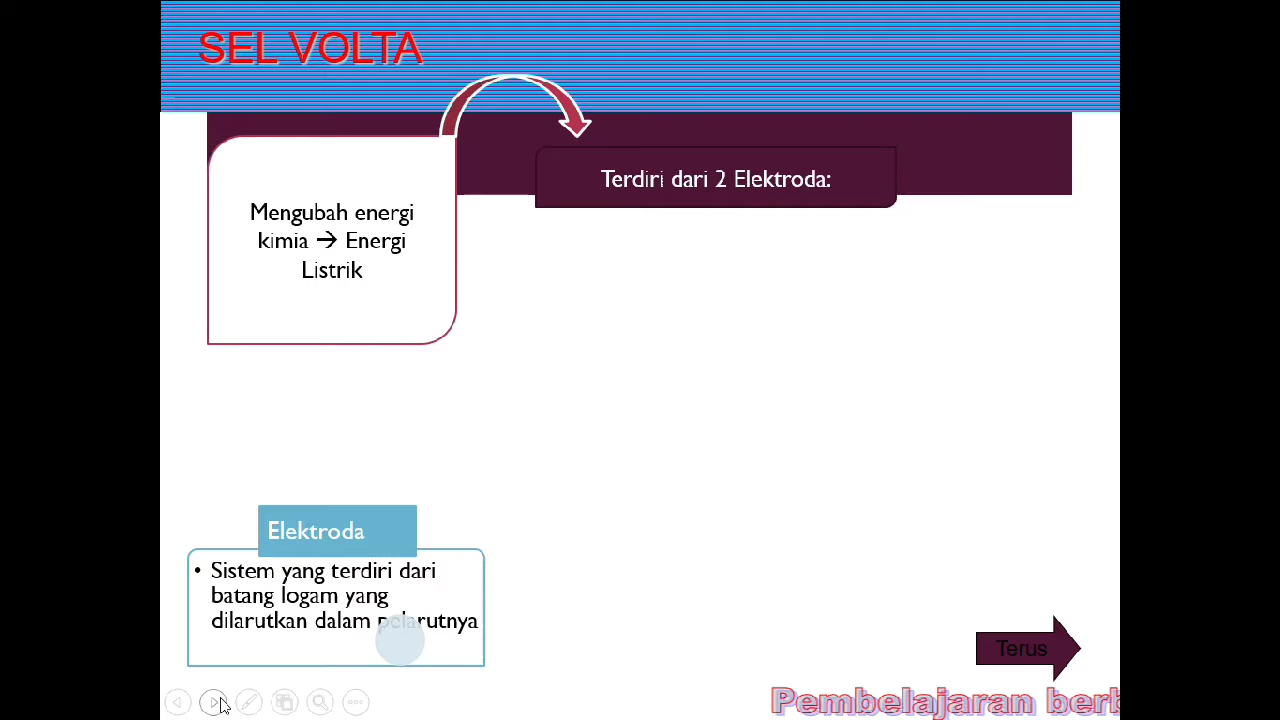 SEL VOLTA
Terdiri dari 2 Elektroda:
Mengubah energi
kimia → Energi
Listrik
Elektroda
• Sistem yang terdiri dari
batang logam yang
dilarutkan dalam pelarutnya
Terus
Pembelajaran berb